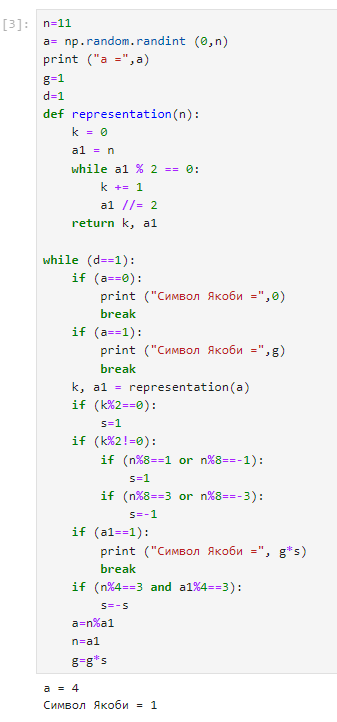 [3]:
n=11
a= np.random.randint (0,n)
print ("a =",a)
g=1
d=1
def representation(n):
    k = 0
    a1 = n
    while a1 % 2 == 0:
        k += 1
        a1 //= 2
    return k, a1

while (d==1):
    if (a==0):
        print ("Символ Якоби =",0)
        break
    if (a==1):
        print ("Символ Якоби =",g)
        break
    k, a1 = representation(a)
    if (k%2==0):
        s=1
    if (k%2!=0):
        if (n%8==1 or n%8==-1):
            s=1
        if (n%8==3 or n%8==-3):
            s=-1
    if (a1==1):
        print ("Символ Якоби =", g*s)
        break
    if (n%4==3 and a1%4==3):
        s=-s
    a=n%a1
    n=a1
    g=g*s
a = 4
Символ Якоби = 1